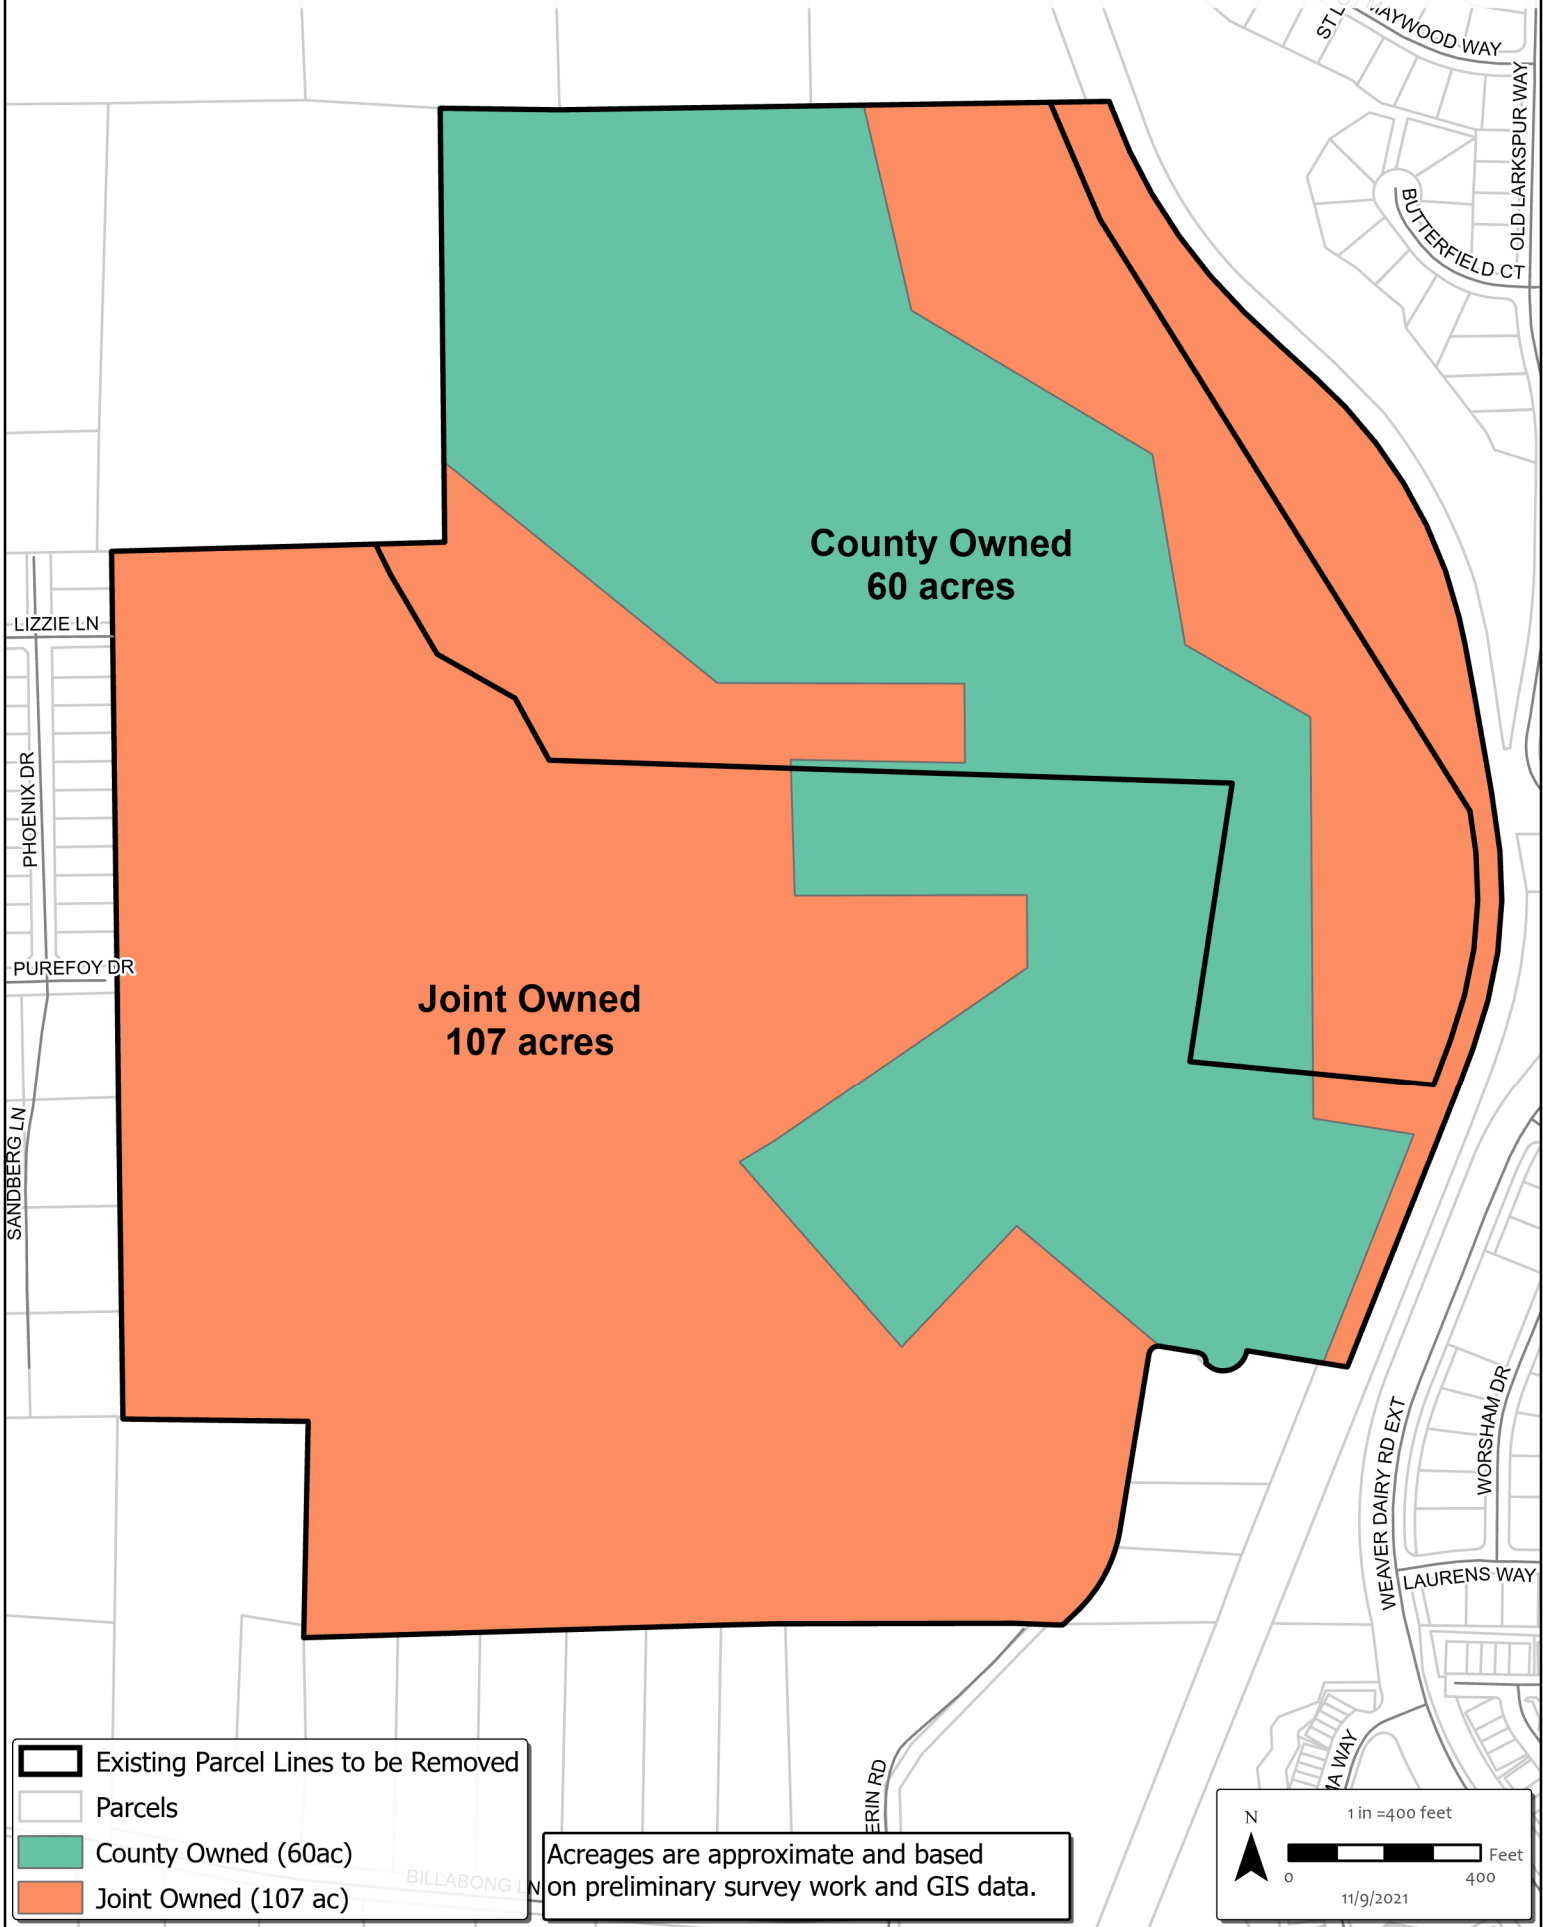 MAYWOOD WAY
OLD LARKSPUR WAY
BUTTERFIELD CT
County Owned
60 acres
LIZZIE LN
PHOENIX DR
PUREFOY DR
Joint Owned
107 acres
SANDBERG LN
WEAVER DAIRY RD EXT
WORSHAM DR
LAURENS WAY
WAY
RD
Existing Parcel Lines to be Removed
Parcels
County Owned (60ac)
Joint Owned (107 ac)
BILLABONG LN
Acreages are approximate and based
on preliminary survey work and GIS data.
N
1 in =400 feet
Feet
0 400
11/9/2021